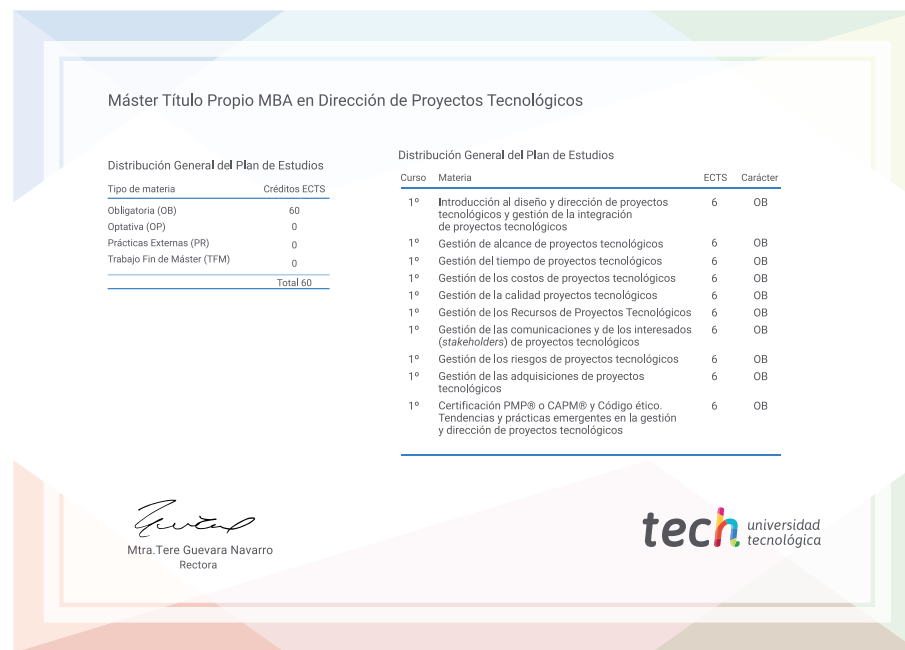 Máster Título Propio MBA en Dirección de Proyectos Tecnológicos
Distribución General del Plan de Estudios
Tipo de materia Créditos ECTS
Obligatoria (OB) 60
Optativa (OP) 0
Prácticas Externas (PR) 0
Trabajo Fin de Máster (TFM) 0
Total 60
Distribución General del Plan de Estudios
Curso Materia ECTS Carácter
1º Introducción al diseño y dirección de proyectos 6 OB
tecnológicos y gestión de la integración
de proyectos tecnológicos
1º Gestión de alcance de proyectos tecnológicos 6 OB
1º Gestión del tiempo de proyectos tecnológicos 6 OB
1º Gestión de los costos de proyectos tecnológicos 6 OB
1º Gestión de la calidad proyectos tecnológicos 6 OB
1º Gestión de los Recursos de Proyectos Tecnológicos 6 OB
1º Gestión de las comunicaciones y de los interesados 6 OB
(stakeholders) de proyectos tecnológicos
1º Gestión de los riesgos de proyectos tecnológicos 6 OB
1º Gestión de las adquisiciones de proyectos 6 OB
tecnológicos
1º Certificación PMP® o CAPM® y Código ético. 6 OB
Tendencias y prácticas emergentes en la gestión
y dirección de proyectos tecnológicos
Mtra.Tere Guevara Navarro
Rectora
tech universidad
tecnológica